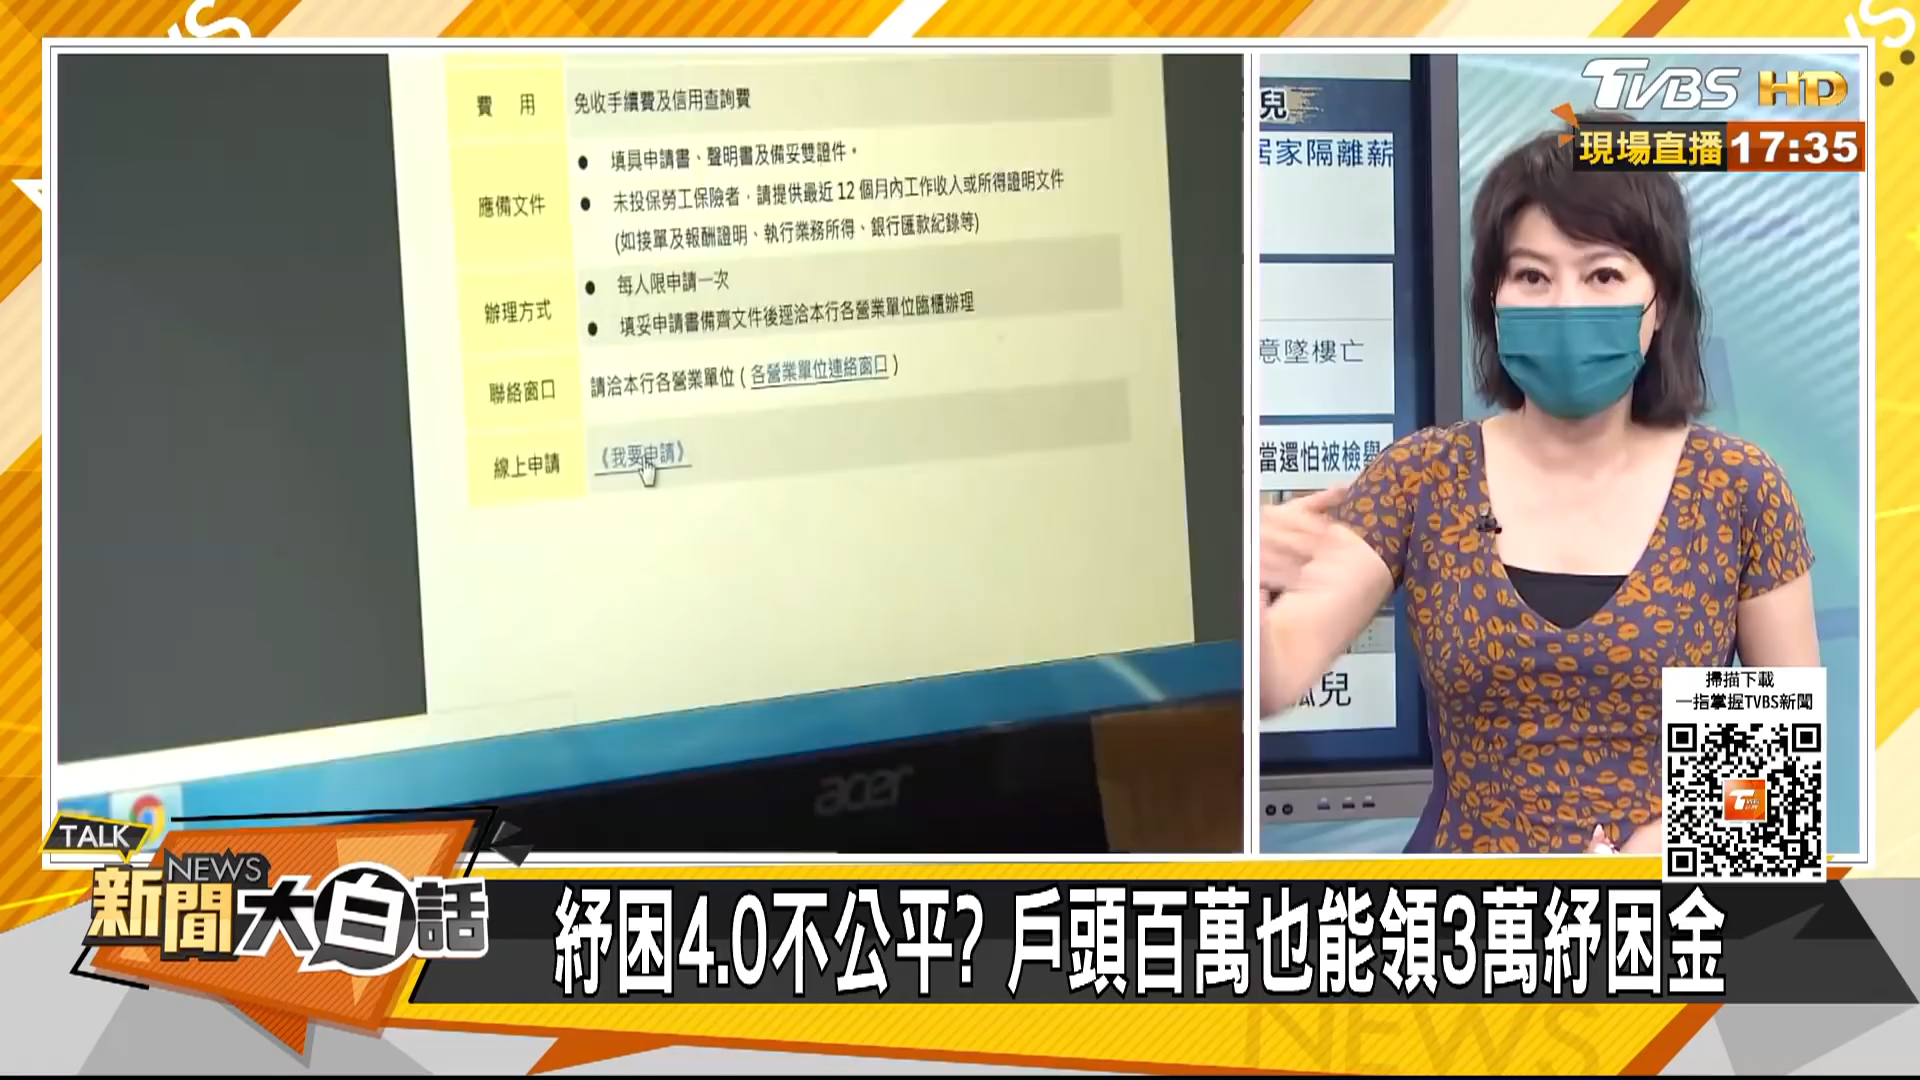 TVBS HD
現場直播 17:35
費 用 免收手續費及信用查詢費
應備文件
● 填具申請書、聲明書及備妥雙證件。
● 未投保勞工保險者，請提供最近 12 個月內工作收入或所得證明文件
(如接單及報酬證明、執行業務所得、銀行匯款紀錄等)
辦理方式
● 每人限申請一次
● 填妥申請書備齊文件後逕洽本行各營業單位臨櫃辦理
聯絡窗口 請洽本行各營業單位 ( 各營業單位連絡窗口 )
線上申請 《我要申請》
acer
兒
居家隔離薪
意墜樓亡
當還怕被檢舉
兒
掃描下載
一指掌握TVBS新聞
TVBS
TALK
NEWS
新聞大白話
紓困4.0不公平? 戶頭百萬也能領3萬紓困金
NEWS